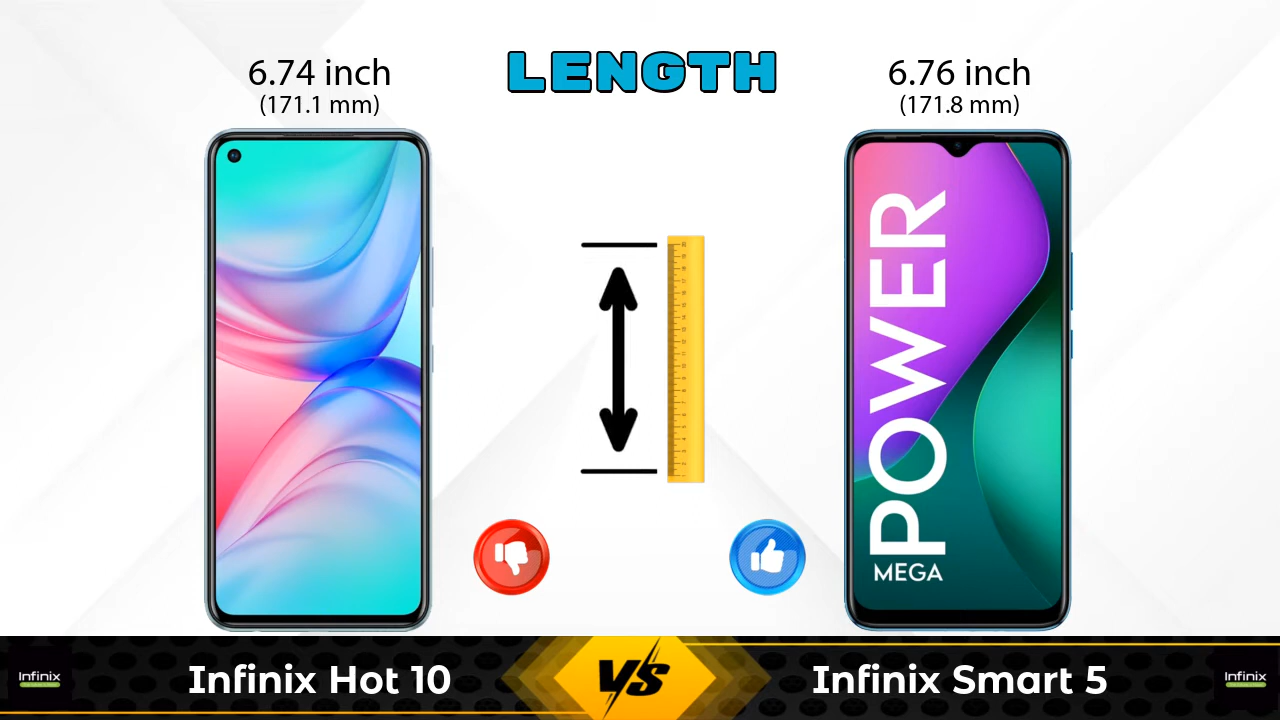 LENGTH
6.74 inch
(171.1 mm)
6.76 inch
(171.8 mm)
POWER
MEGA
Infinix
Infinix Hot 10
VS
Infinix Smart 5
Infinix